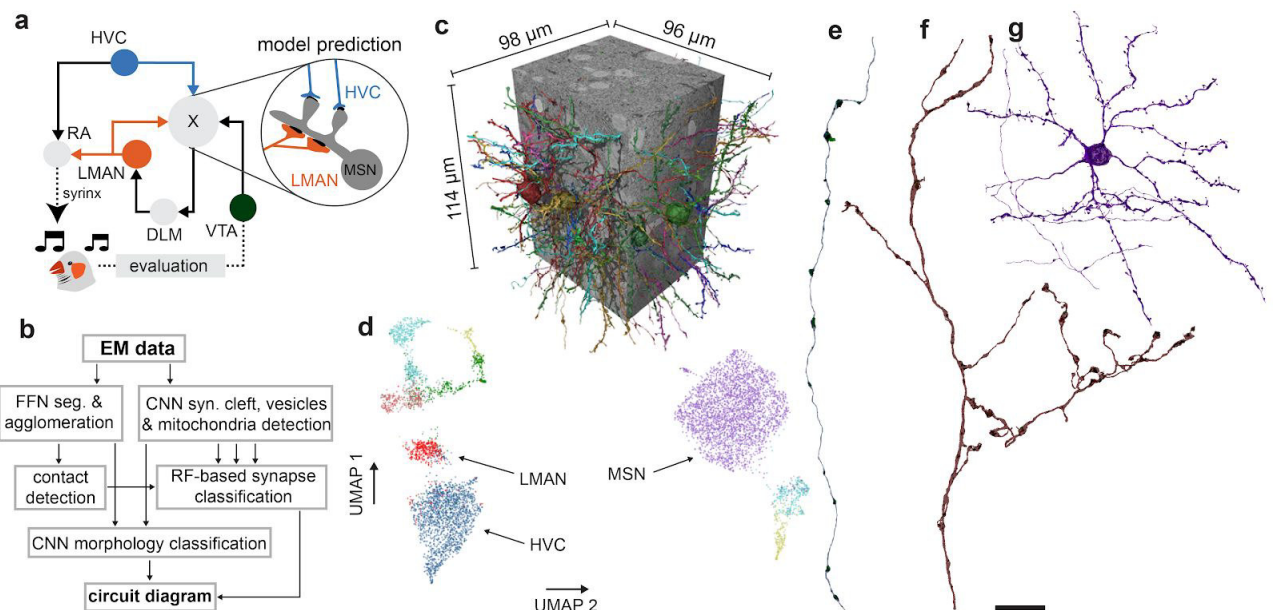 a
HVC
model prediction
HVC
X
RA
LMAN
LMAN
MSN
syrinx
DLM
VTA
evaluation
b
EM data
FFN seg. &
agglomeration
CNN syn. cleft, vesicles
& mitochondria detection
contact
detection
RF-based synapse
classification
CNN morphology classification
circuit diagram
c
98 µm
96 µm
114 µm
d
LMAN
MSN
HVC
UMAP 1
UMAP 2
e
f
g